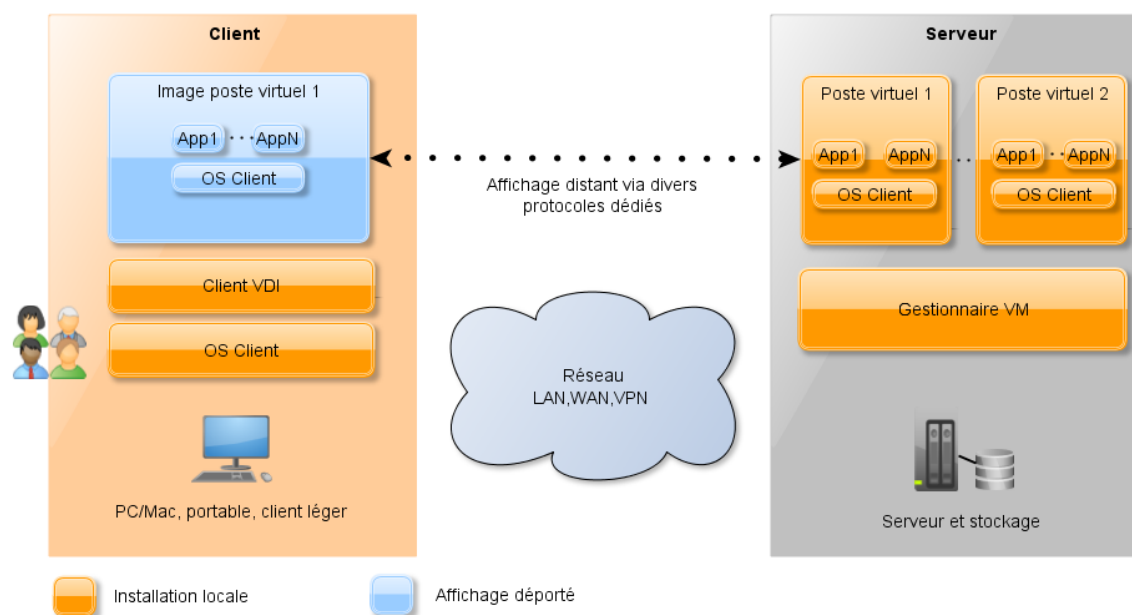 Client
Image poste virtuel 1
App1 ... AppN
OS Client
Client VDI
OS Client
PC/Mac, portable, client léger
Affichage distant via divers
protocoles dédiés
Réseau
LAN,WAN,VPN
Serveur
Poste virtuel 1
App1 AppN
OS Client
...
Poste virtuel 2
App1 ... AppN
OS Client
Gestionnaire VM
Serveur et stockage
Installation locale
Affichage déporté